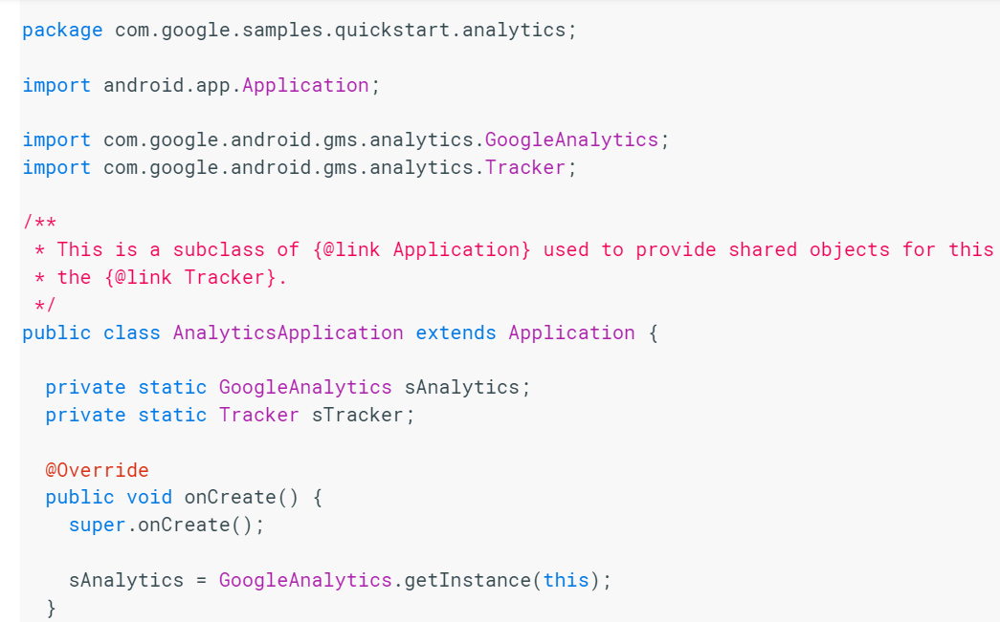 package com.google.samples.quickstart.analytics;
import android.app.Application;
import com.google.android.gms.analytics.GoogleAnalytics;
import com.google.android.gms.analytics.Tracker;
/**
 * This is a subclass of {@link Application} used to provide shared objects for this
 * the {@link Tracker}.
 */
public class AnalyticsApplication extends Application {
  private static GoogleAnalytics sAnalytics;
  private static Tracker sTracker;
  @Override
  public void onCreate() {
    super.onCreate();
    sAnalytics = GoogleAnalytics.getInstance(this);
  }